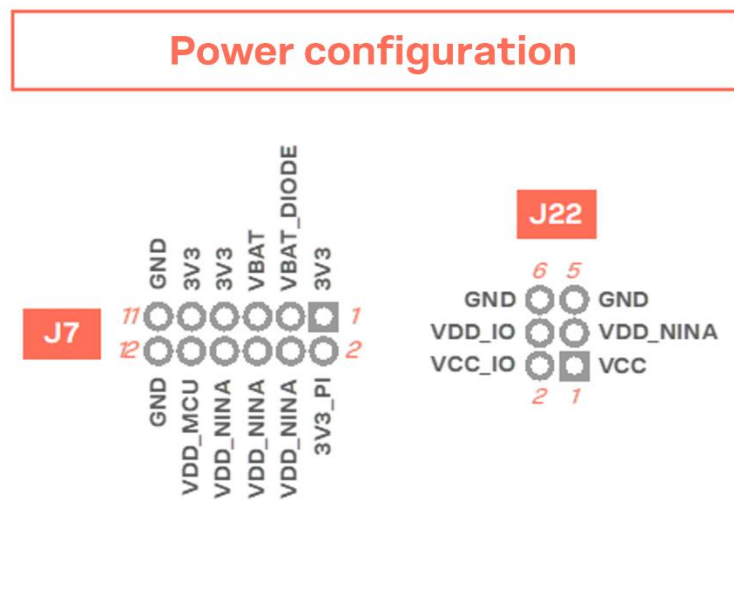 Power configuration
GND 3V3 3V3 VBAT VBAT_DIODE 3V3
J7
11 1
12 2
GND VDD_MCU VDD_NINA VDD_NINA VDD_NINA 3V3_PI
J22
6 5
GND GND
VDD_IO VDD_NINA
VCC_IO VCC
2 1